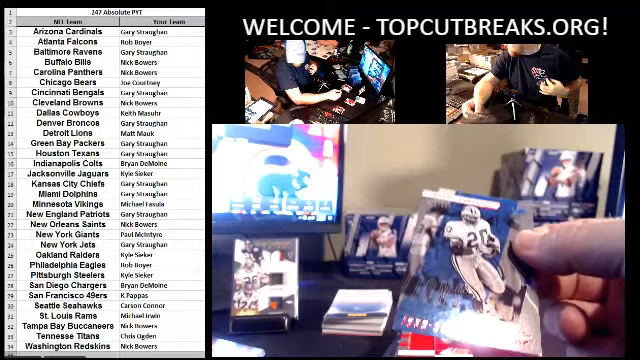 247 Absolute PYT
NFL Team Your Team
Arizona Cardinals Gary Straughan
Atlanta Falcons Rob Boyer
Baltimore Ravens Gary Straughan
Buffalo Bills Nick Bowers
Carolina Panthers Nick Bowers
Chicago Bears Joe Courtney
Cincinnati Bengals Gary Straughan
Cleveland Browns Nick Bowers
Dallas Cowboys Keith Masuhr
Denver Broncos Gary Straughan
Detroit Lions Matt Mauk
Green Bay Packers Gary Straughan
Houston Texans Gary Straughan
Indianapolis Colts Bryan DeMoine
Jacksonville Jaguars Kyle Sieker
Kansas City Chiefs Gary Straughan
Miami Dolphins Gary Straughan
Minnesota Vikings Michael Fasula
New England Patriots Gary Straughan
New Orleans Saints Nick Bowers
New York Giants Paul McIntyre
New York Jets Gary Straughan
Oakland Raiders Kyle Sieker
Philadelphia Eagles Rob Boyer
Pittsburgh Steelers Kyle Sieker
San Diego Chargers Bryan DeMoine
San Francisco 49ers K Pappas
Seattle Seahawks Carson Connor
St. Louis Rams Michael Irwin
Tampa Bay Buccaneers Nick Bowers
Tennesse Titans Chris Ogden
Washington Redskins Nick Bowers
WELCOME - TOPCUTBREAKS.ORG!
20